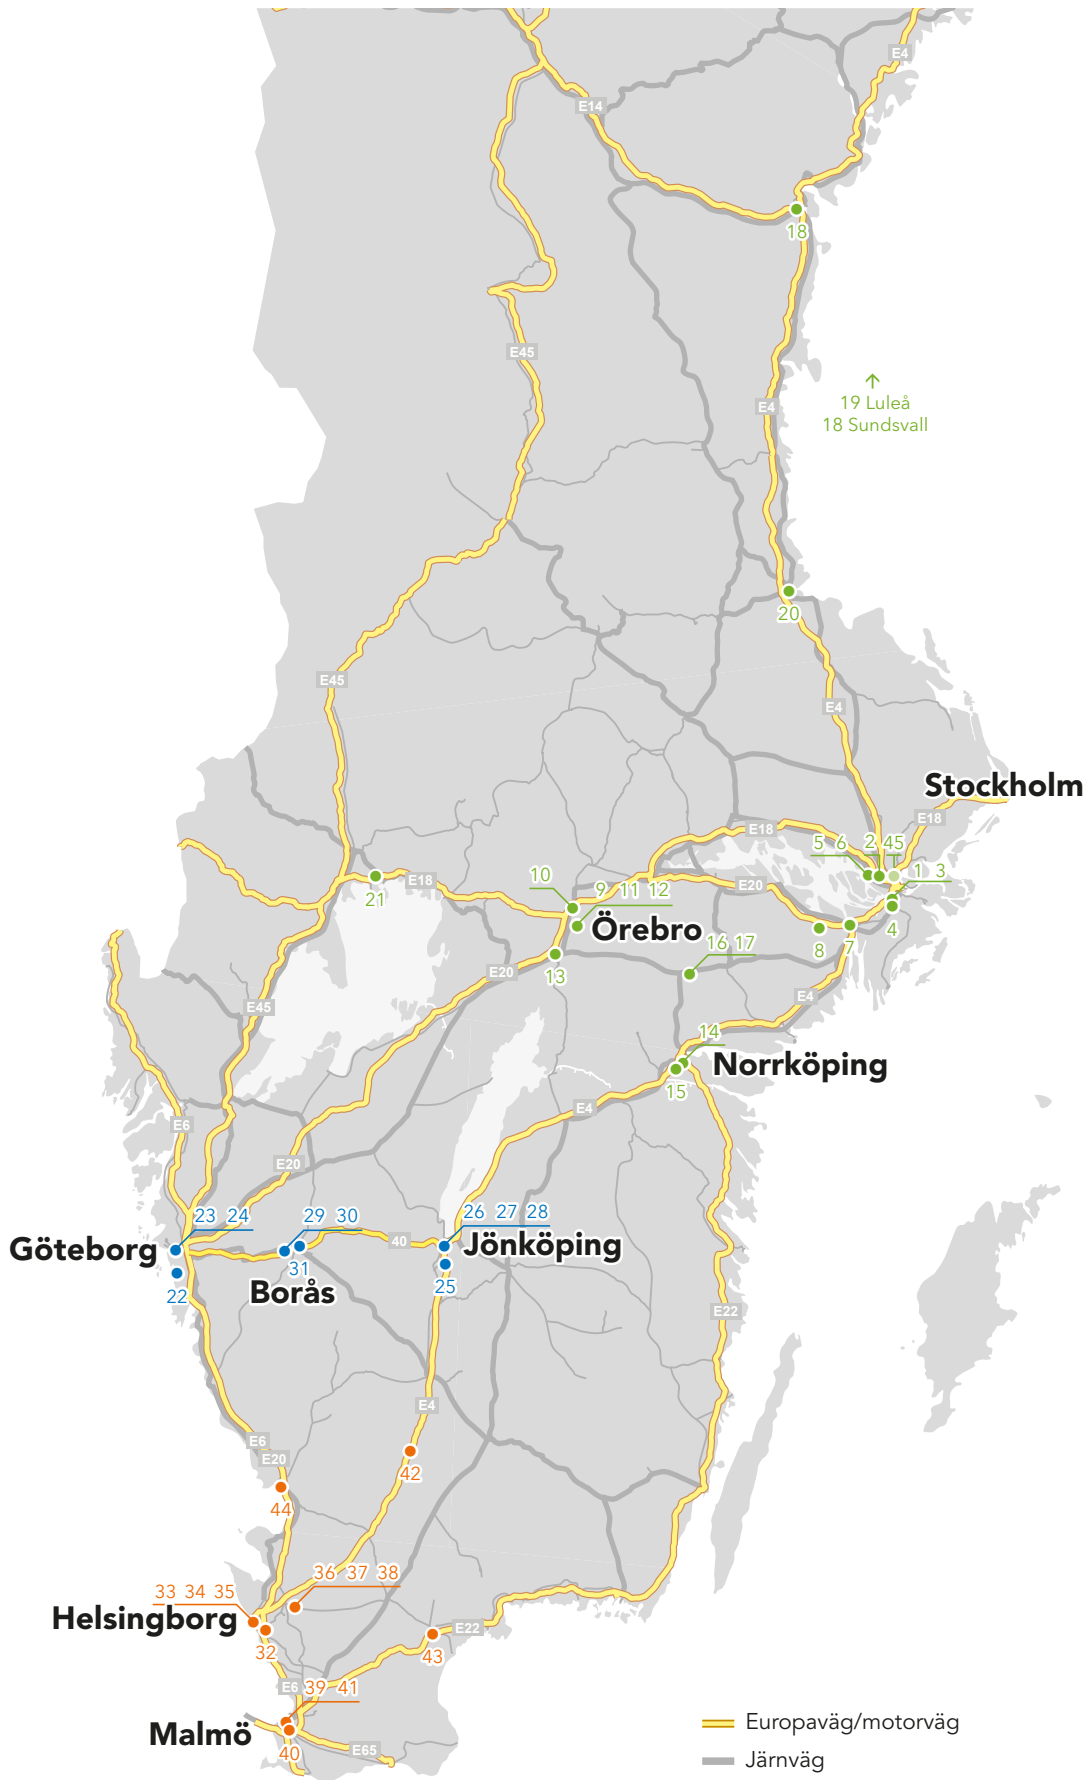 E4
E14
18
E45
19 Luleå
E4
18 Sundsvall
20
E45
E4
Stockholm
E18
E18
5 6 2 45
1 3
10
E18
E20
21
9 11 12
4
Örebro
8 7
16 17
13
E20
E4
E45
14
Norrköping
15
E4
E6
E20
23 24
29 30
26 27 28
40
Göteborg
Jönköping
31
25
22
Borås
E22
E4
E6
E20
42
44
36 37 38
33 34 35
Helsingborg
E22
32
43
E6
39 41
Malmö
Europaväg/motorväg
40
E65
Järnväg